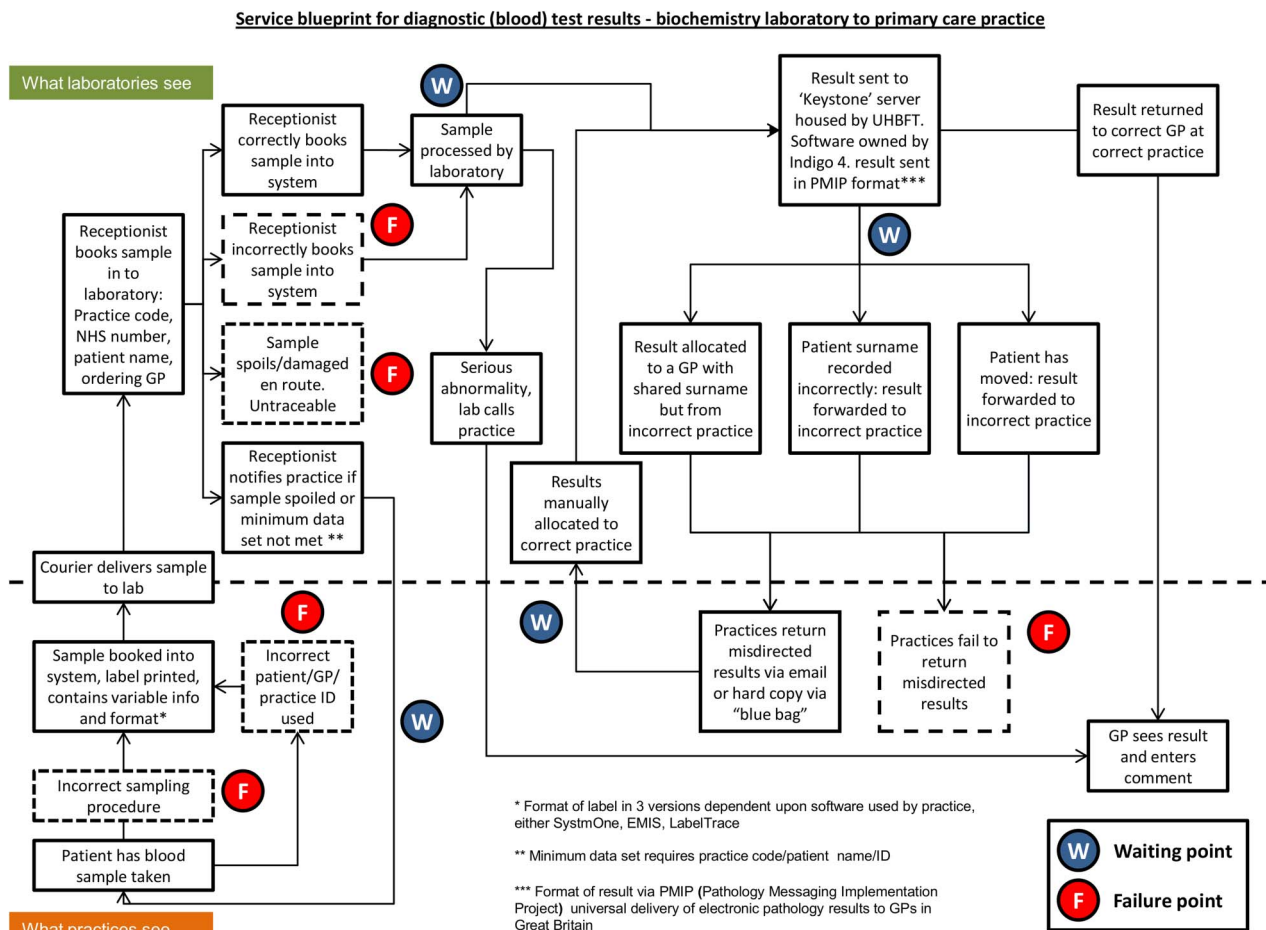 Service blueprint for diagnostic (blood) test results - biochemistry laboratory to primary care practice
What laboratories see
Receptionist
correctly books
sample into
system
W
Sample
processed by
laboratory
Result sent to
‘Keystone’ server
housed by UHBFT.
Software owned by
Indigo 4. result sent
in PMIP format***
Result returned
to correct GP at
correct practice
Receptionist
books sample
in to
laboratory:
Practice code,
NHS number,
patient name,
ordering GP
Receptionist
incorrectly books
sample into
system
F
W
Sample
spoils/damaged
en route.
Untraceable
F
Serious
abnormality,
lab calls
practice
Result allocated
to a GP with
shared surname
but from
incorrect practice
Patient surname
recorded
incorrectly: result
forwarded to
incorrect practice
Patient has
moved: result
forwarded to
incorrect practice
Receptionist
notifies practice if
sample spoiled or
minimum data
set not met **
Results
manually
allocated to
correct practice
Courier delivers sample
to lab
F
W
Sample booked into
system, label printed,
contains variable info
and format*
Incorrect
patient/GP/
practice ID
used
W
Practices return
misdirected
results via email
or hard copy via
“blue bag”
Practices fail to
return
misdirected
results
F
GP sees result
and enters
comment
Incorrect sampling
procedure
F
Patient has blood
sample taken
What practices see
* Format of label in 3 versions dependent upon software used by practice,
either SystmOne, EMIS, LabelTrace
** Minimum data set requires practice code/patient name/ID
*** Format of result via PMIP (Pathology Messaging Implementation
Project) universal delivery of electronic pathology results to GPs in
Great Britain
W Waiting point
F Failure point